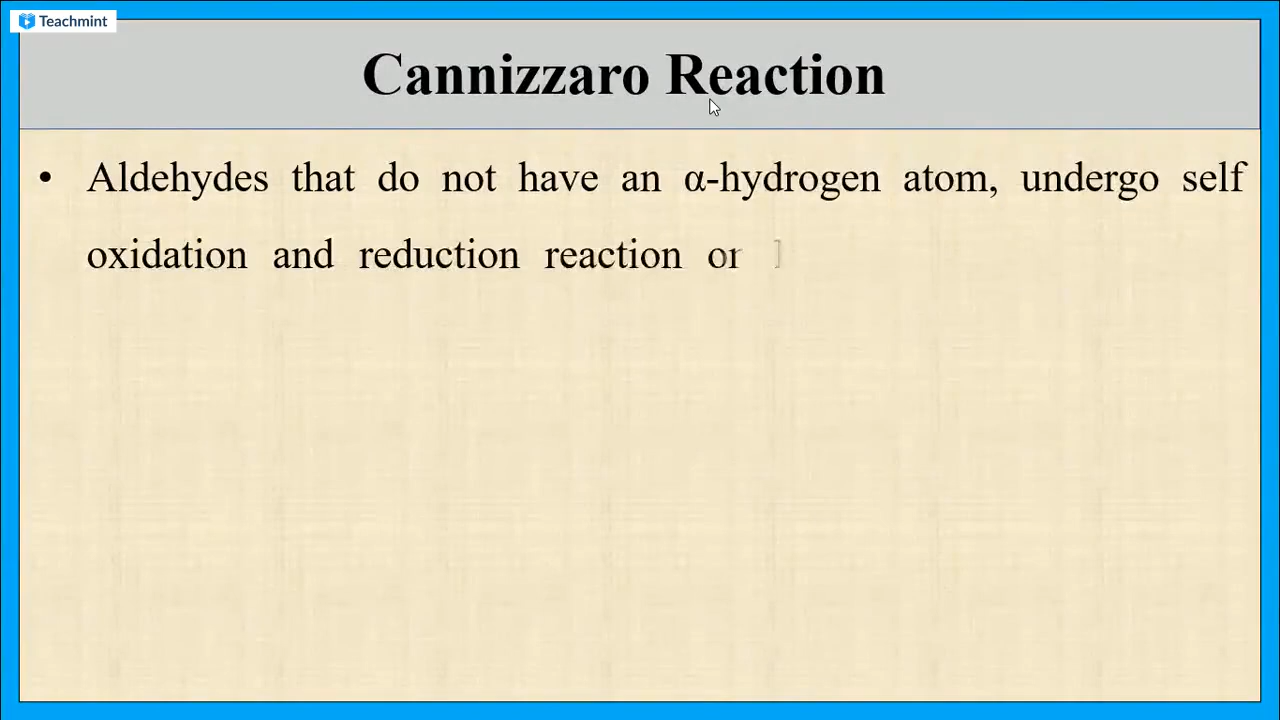 Teachmint
Cannizzaro Reaction
• Aldehydes that do not have an α-hydrogen atom, undergo self
oxidation and reduction reaction or